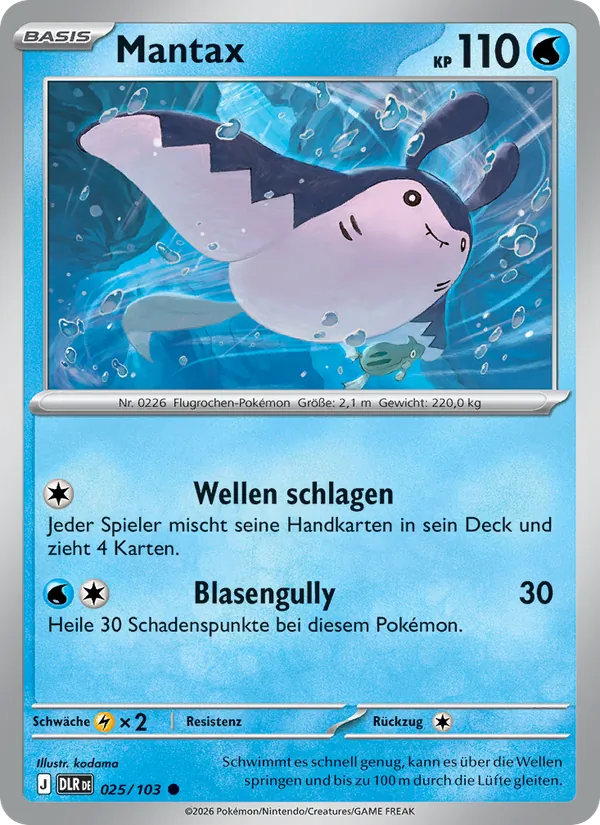 BASIS
Mantax
KP 110
Nr. 0226 Flugrochen-Pokémon Größe: 2,1 m Gewicht: 220,0 kg
Wellen schlagen
Jeder Spieler mischt seine Handkarten in sein Deck und
zieht 4 Karten.
Blasengully 30
Heile 30 Schadenspunkte bei diesem Pokémon.
Schwäche ×2 Resistenz Rückzug
Illustr. kodama
Schwimmt es schnell genug, kann es über die Wellen
springen und bis zu 100 m durch die Lüfte gleiten.
J DLR DE 025/103
©2026 Pokémon/Nintendo/Creatures/GAME FREAK